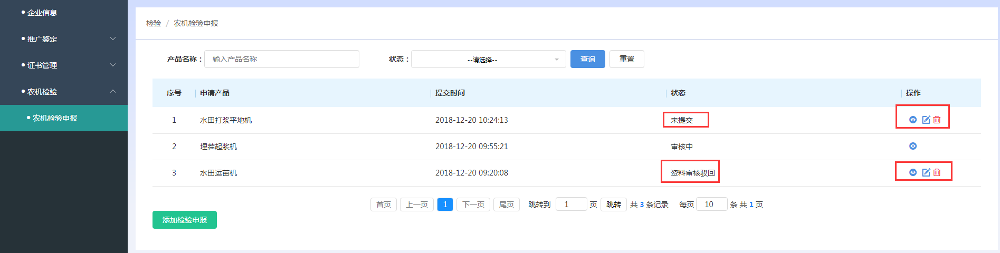 企业信息
推广鉴定
证书管理
农机检验
农机检验申报
检验 / 农机检验申报
产品名称： 输入产品名称 状态： --请选择-- 查询 重置
序号 申请产品 提交时间 状态 操作
1 水田打浆平地机 2018-12-20 10:24:13 未提交
2 埋茬起浆机 2018-12-20 09:55:21 审核中
3 水田运苗机 2018-12-20 09:20:08 资料审核驳回
首页 上一页 1 下一页 尾页 跳转到 1 页 跳转 共 3 条记录 每页 10 条 共 1 页
添加检验申报